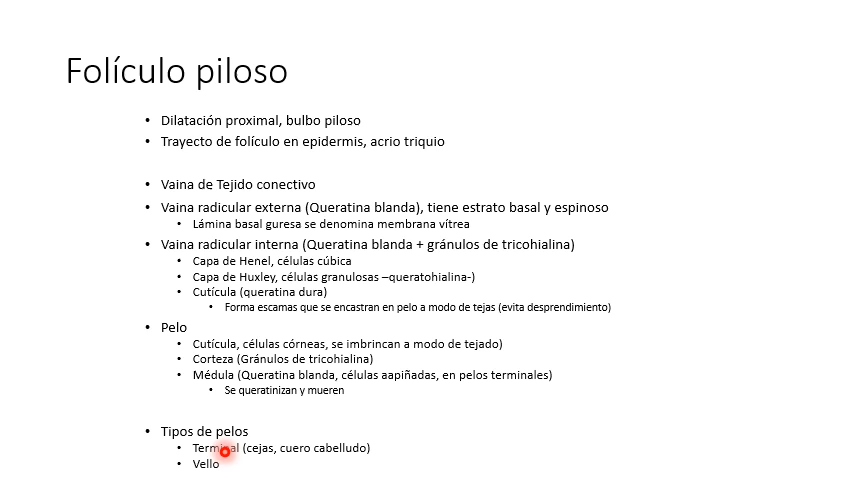 Folículo piloso
• Dilatación proximal, bulbo piloso
• Trayecto de folículo en epidermis, acrio triquio
• Vaina de Tejido conectivo
• Vaina radicular externa (Queratina blanda), tiene estrato basal y espinoso
• Lámina basal guresa se denomina membrana vítrea
• Vaina radicular interna (Queratina blanda + gránulos de tricohialina)
• Capa de Henel, células cúbica
• Capa de Huxley, células granulosas –queratohialina-)
• Cutícula (queratina dura)
• Forma escamas que se encastran en pelo a modo de tejas (evita desprendimiento)
• Pelo
• Cutícula, células córneas, se imbrincan a modo de tejado)
• Corteza (Gránulos de tricohialina)
• Médula (Queratina blanda, células aapiñadas, en pelos terminales)
• Se queratinizan y mueren
• Tipos de pelos
• Terminal (cejas, cuero cabelludo)
• Vello